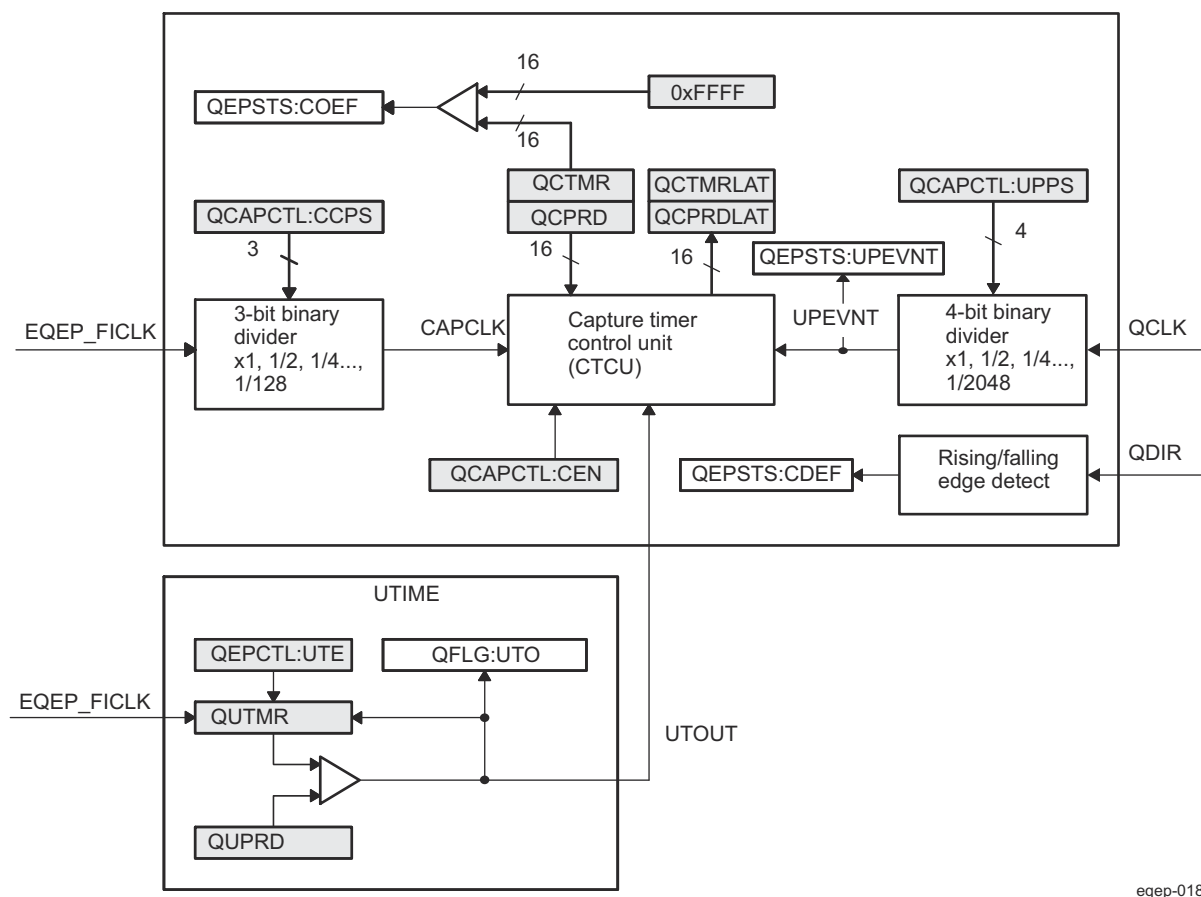 16
0xFFFF
QEPSTS:COEF
16
QCTMR
QCTMRLAT
QCAPCTL:UPPS
QCAPCTL:CCPS
QCPRD
QCPRDLAT
3
16
16
4
QEPSTS:UPEVNT
EQEP_FICLK
3-bit binary
divider
x1, 1/2, 1/4...,
1/128
CAPCLK
Capture timer
control unit
(CTCU)
UPEVNT
4-bit binary
divider
x1, 1/2, 1/4...,
1/2048
QCLK
QCAPCTL:CEN
QEPSTS:CDEF
Rising/falling
edge detect
QDIR
UTIME
QEPCTL:UTE
QFLG:UTO
EQEP_FICLK
QUTMR
UTOUT
QUPRD
eqep-018